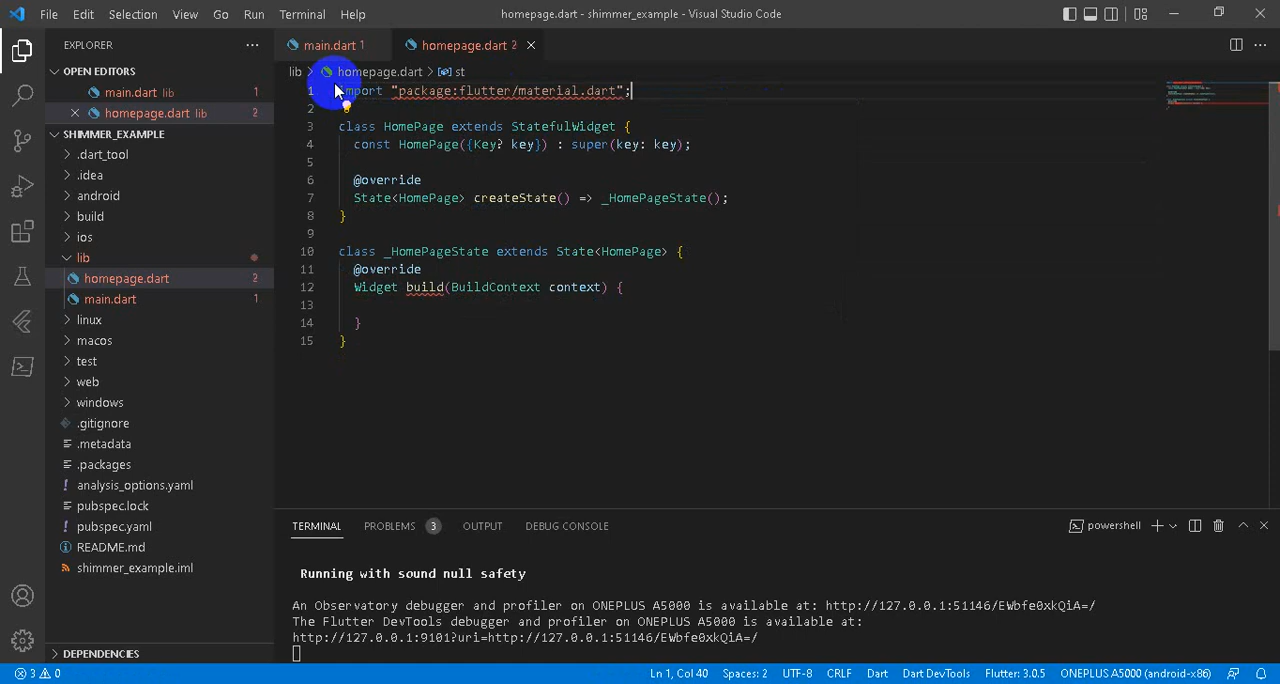 File Edit Selection View Go Run Terminal Help
homepage.dart - shimmer_example - Visual Studio Code
EXPLORER
OPEN EDITORS
main.dart lib 1
homepage.dart lib 2
SHIMMER_EXAMPLE
.dart_tool
.idea
android
build
ios
lib
homepage.dart 2
main.dart 1
linux
macos
test
web
windows
.gitignore
.metadata
.packages
analysis_options.yaml
pubspec.lock
pubspec.yaml
README.md
shimmer_example.iml
DEPENDENCIES
main.dart 1
homepage.dart 2
lib homepage.dart st
1 import "package:flutter/material.dart";
2
3 class HomePage extends StatefulWidget {
4 const HomePage({Key? key}) : super(key: key);
5
6 @override
7 State<HomePage> createState() => _HomePageState();
8 }
9
10 class _HomePageState extends State<HomePage> {
11 @override
12 Widget build(BuildContext context) {
13
14 }
15 }
TERMINAL PROBLEMS 3 OUTPUT DEBUG CONSOLE
powershell
Running with sound null safety
An Observatory debugger and profiler on ONEPLUS A5000 is available at: http://127.0.0.1:51146/EWbfe0xkQiA=/
The Flutter DevTools debugger and profiler on ONEPLUS A5000 is available at:
http://127.0.0.1:9101?uri=http://127.0.0.1:51146/EWbfe0xkQiA=/
3 0 Ln 1, Col 40 Spaces: 2 UTF-8 CRLF Dart Dart DevTools Flutter: 3.0.5 ONEPLUS A5000 (android-x86)